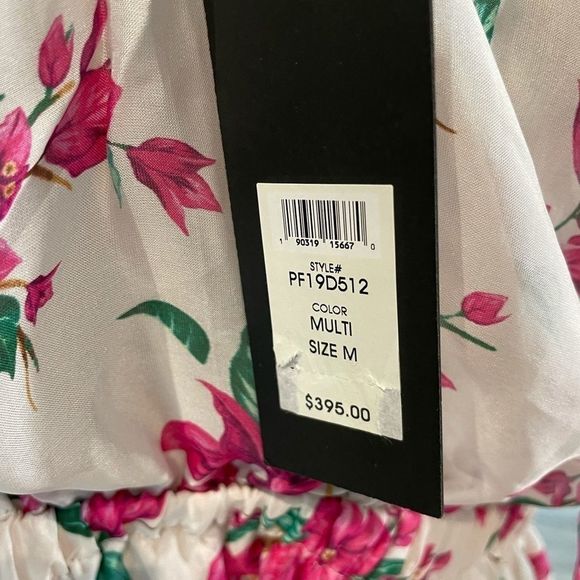 1 90319 15667 0
STYLE#
PF19D512
COLOR
MULTI
SIZE M
$395.00